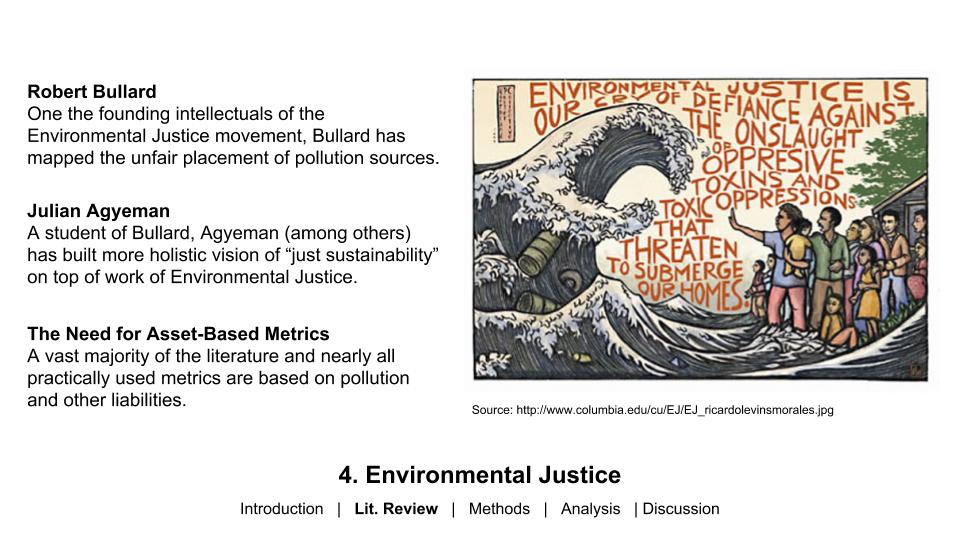 Robert Bullard
One the founding intellectuals of the
Environmental Justice movement, Bullard has
mapped the unfair placement of pollution sources.
Julian Agyeman
A student of Bullard, Agyeman (among others)
has built more holistic vision of “just sustainability”
on top of work of Environmental Justice.
The Need for Asset-Based Metrics
A vast majority of the literature and nearly all
practically used metrics are based on pollution
and other liabilities.
ENVIRONMENTAL JUSTICE IS
OUR CRY OF DEFIANCE AGAINST
THE ONSLAUGHT
OF OPPRESIVE
TOXINS AND
TOXIC OPPRESSIONS
THAT
THREATEN
TO SUBMERGE
OUR HOMES.
Source: http://www.columbia.edu/cu/EJ/EJ_ricardolevinsmorales.jpg
4. Environmental Justice
Introduction | Lit. Review | Methods | Analysis | Discussion